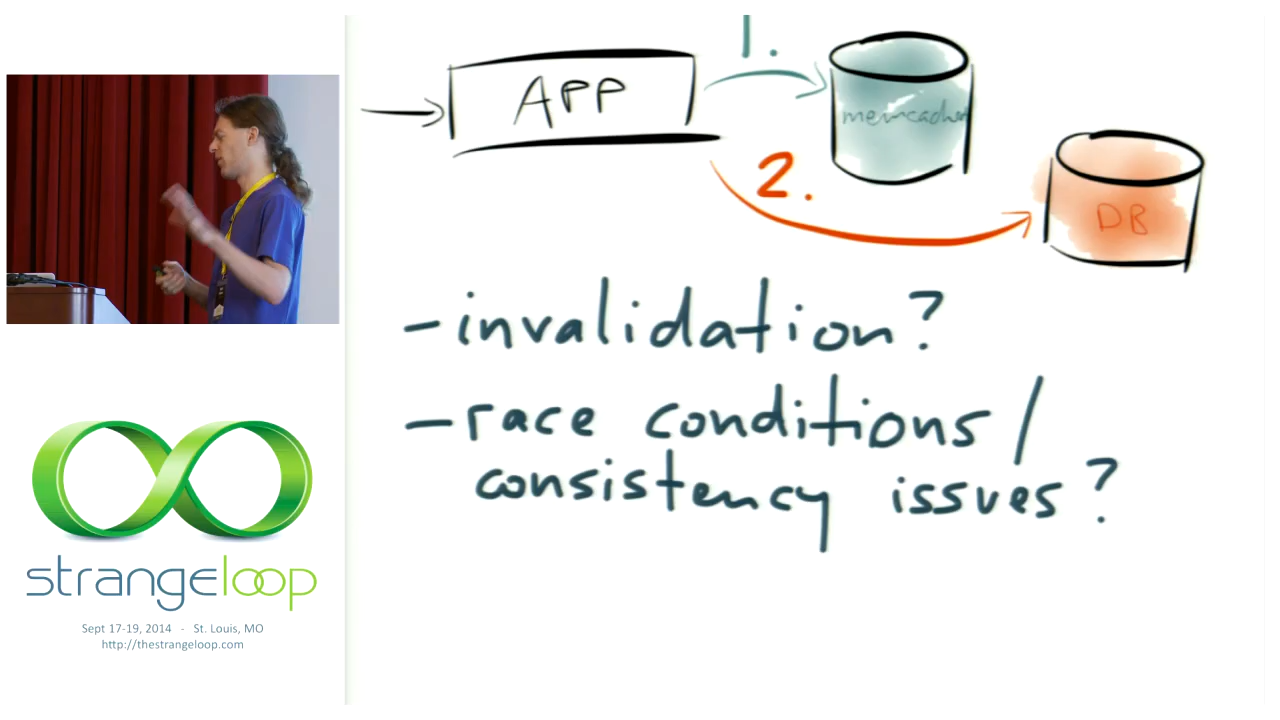 1.
APP
memcached
2.
DB
- invalidation?
- race conditions /
consistency issues?
strangeloop
Sept 17-19, 2014 - St. Louis, MO
http://thestrangeloop.com